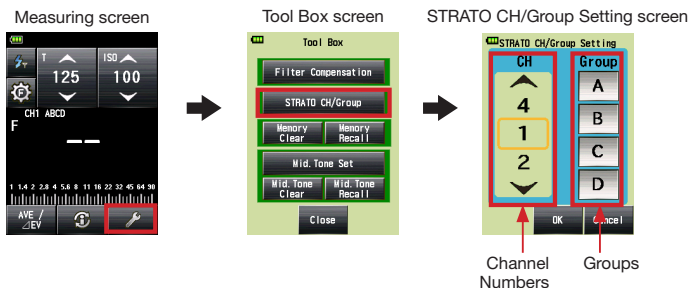 Measuring screen
T
125
ISO
100
F
CH1 ABCD
F
1 1.4 2 2.8 4 5.6 8 11 16 22 32 45 64 90
AVE /
⊿EV
Tool Box screen
Tool Box
Filter Compensation
STRATO CH/Group
Memory Clear
Memory Recall
Mid. Tone Set
Mid. Tone Clear
Mid. Tone Recall
Close
STRATO CH/Group Setting screen
STRATO CH/Group Setting
CH
4
1
2
Group
A
B
C
D
OK
Cancel
Channel
Numbers
Groups